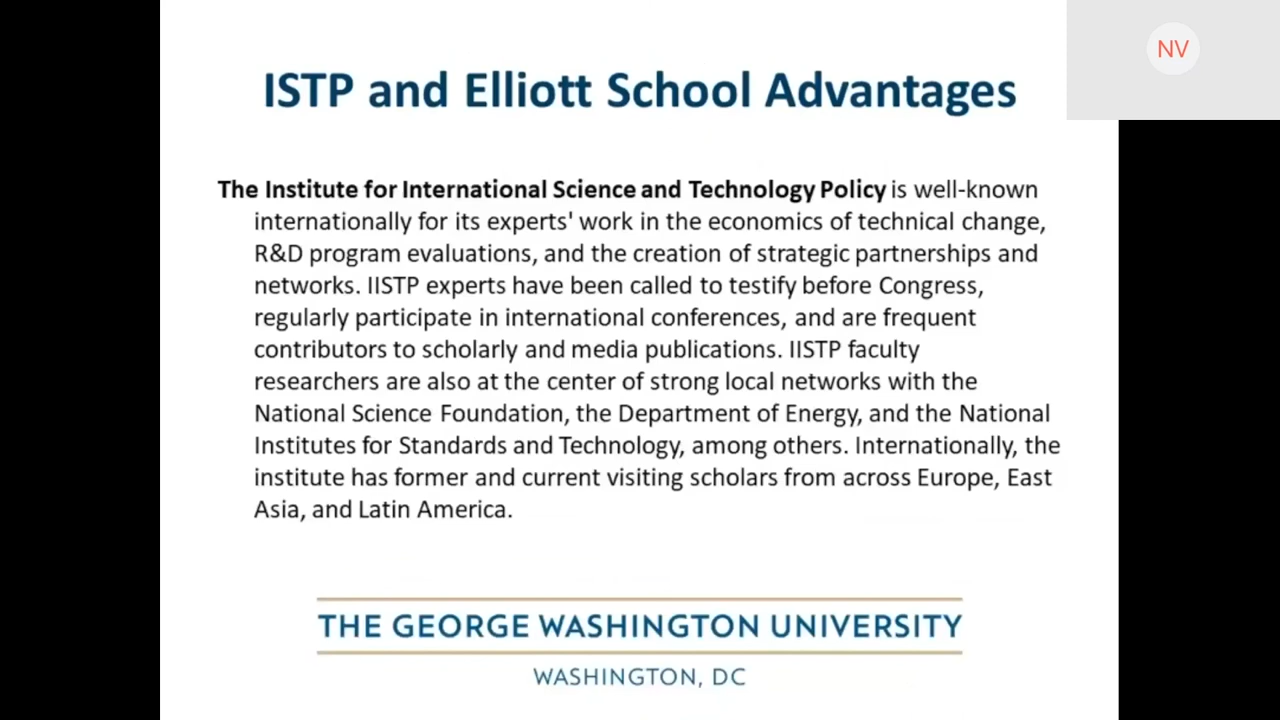 ISTP and Elliott School Advantages
NV
The Institute for International Science and Technology Policy is well-known
internationally for its experts' work in the economics of technical change,
R&D program evaluations, and the creation of strategic partnerships and
networks. IISTP experts have been called to testify before Congress,
regularly participate in international conferences, and are frequent
contributors to scholarly and media publications. IISTP faculty
researchers are also at the center of strong local networks with the
National Science Foundation, the Department of Energy, and the National
Institutes for Standards and Technology, among others. Internationally, the
institute has former and current visiting scholars from across Europe, East
Asia, and Latin America.
THE GEORGE WASHINGTON UNIVERSITY
WASHINGTON, DC